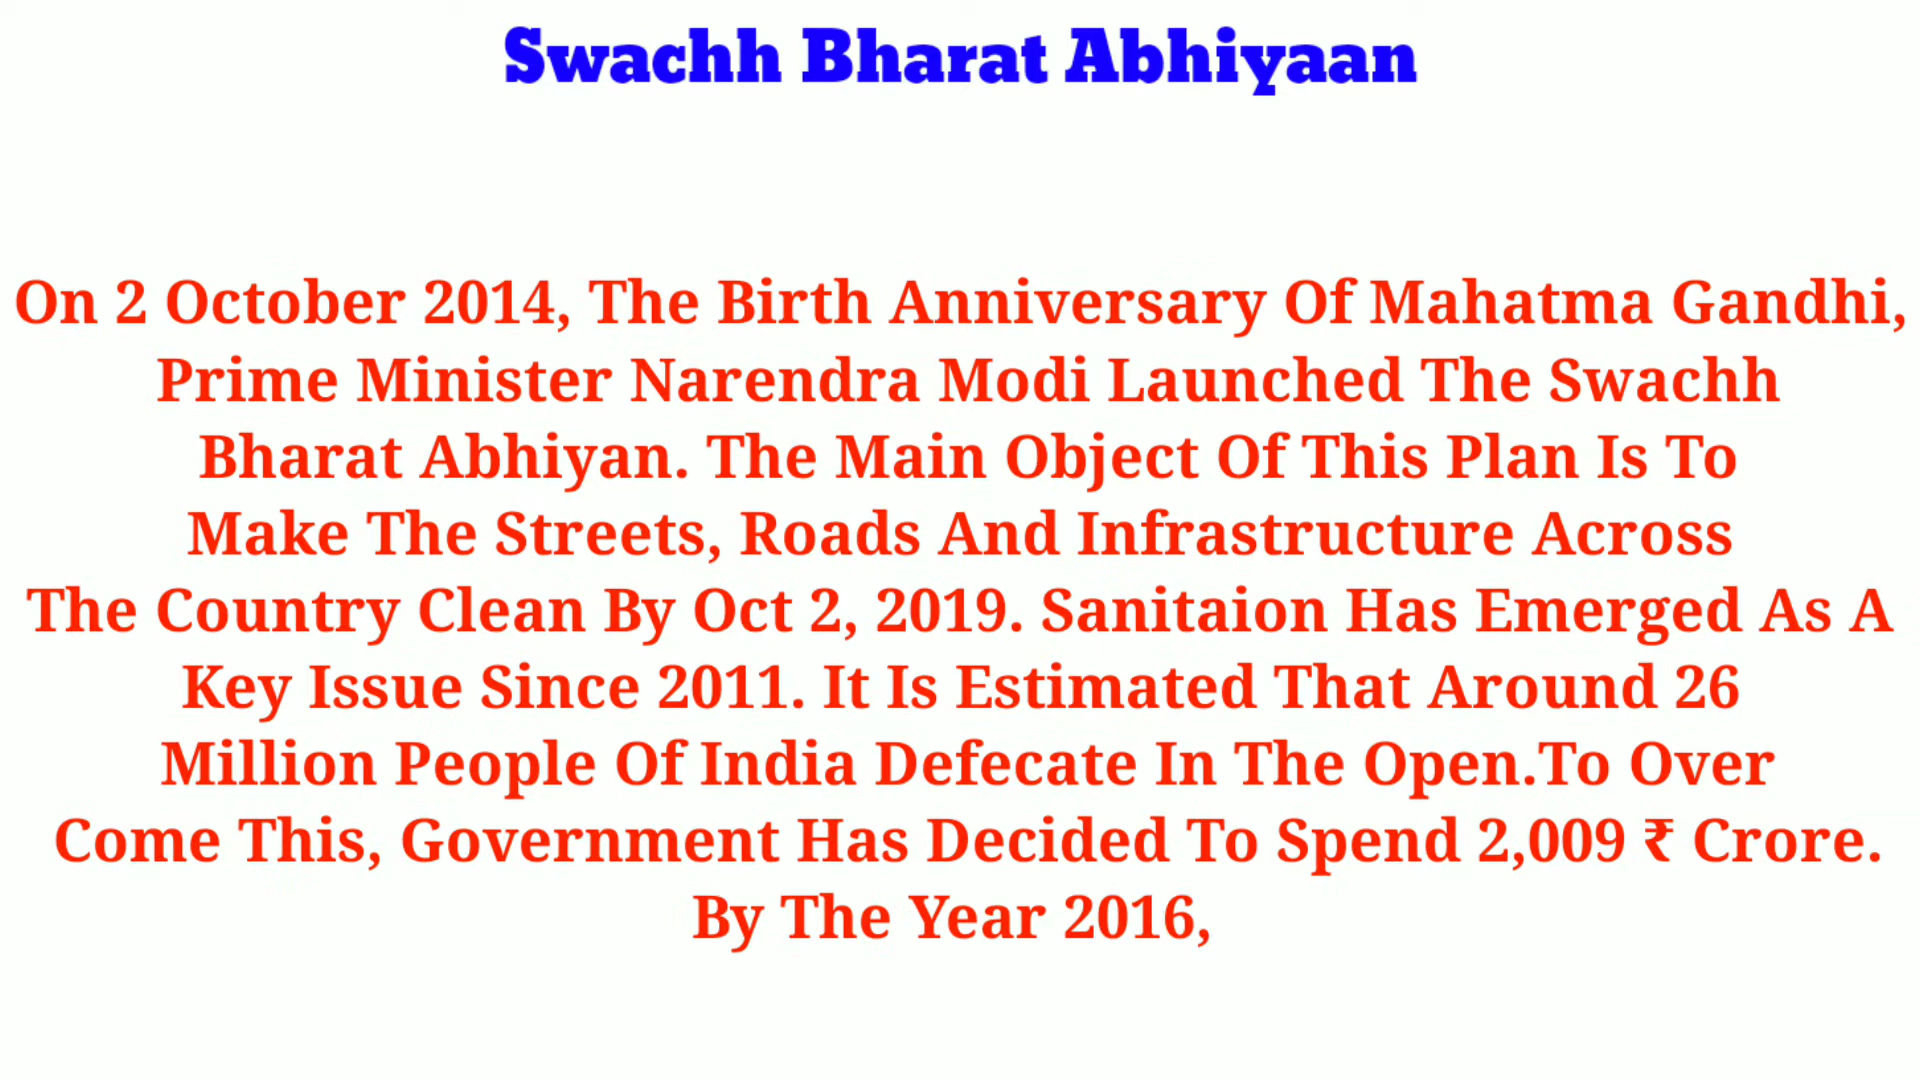 Swachh Bharat Abhiyaan
On 2 October 2014, The Birth Anniversary Of Mahatma Gandhi,
Prime Minister Narendra Modi Launched The Swachh
Bharat Abhiyan. The Main Object Of This Plan Is To
Make The Streets, Roads And Infrastructure Across
The Country Clean By Oct 2, 2019. Sanitaion Has Emerged As A
Key Issue Since 2011. It Is Estimated That Around 26
Million People Of India Defecate In The Open.To Over
Come This, Government Has Decided To Spend 2,009 ₹ Crore.
By The Year 2016,